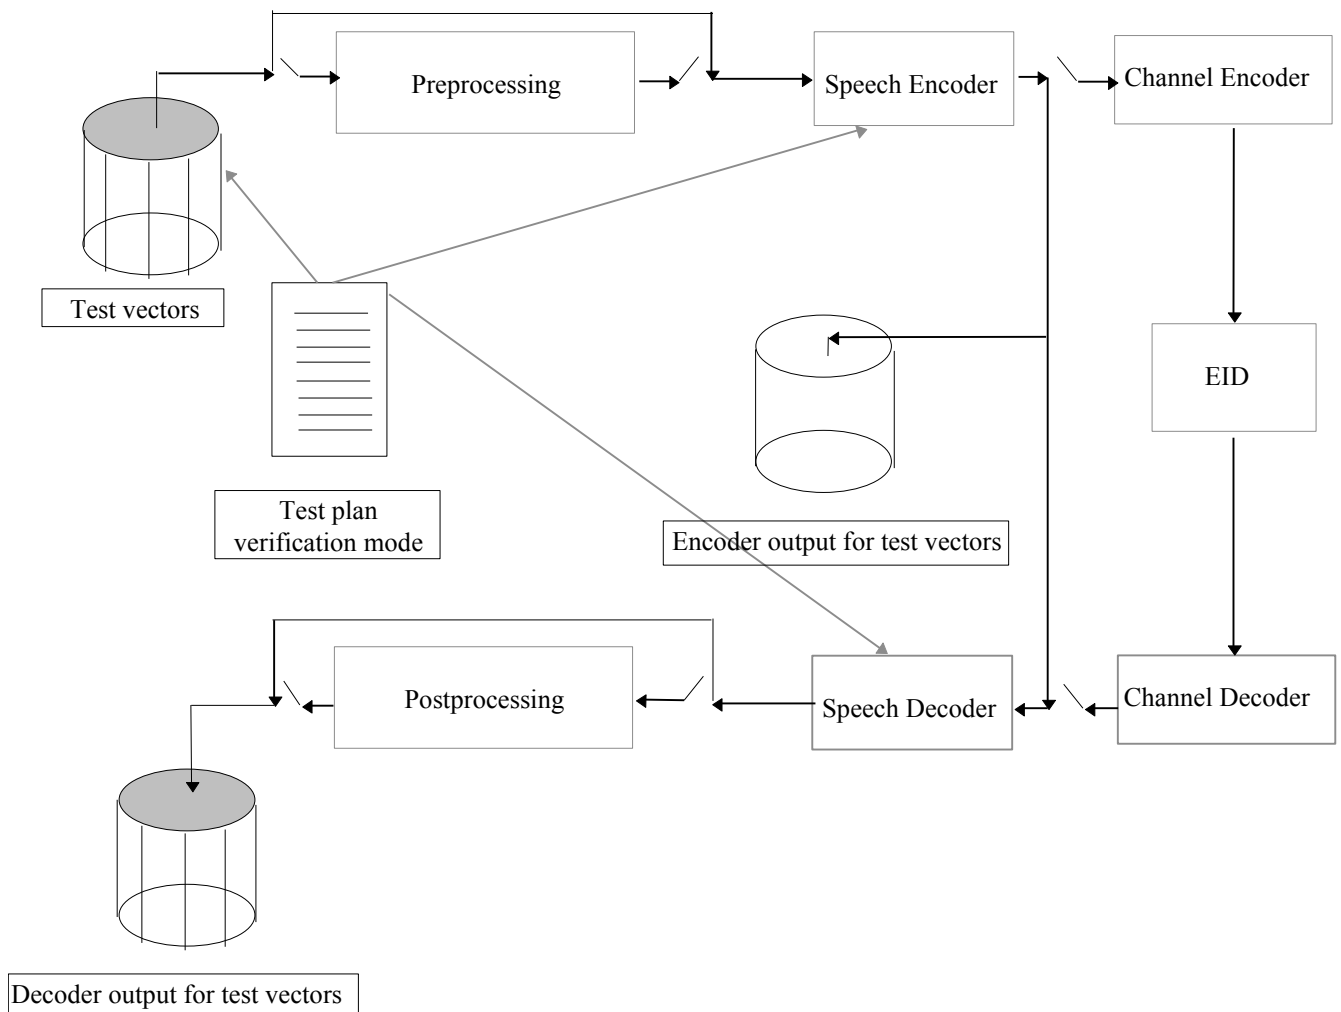 Preprocessing
Speech Encoder
Channel Encoder
Test vectors
EID
Test plan
verification mode
Encoder output for test vectors
Postprocessing
Speech Decoder
Channel Decoder
Decoder output for test vectors